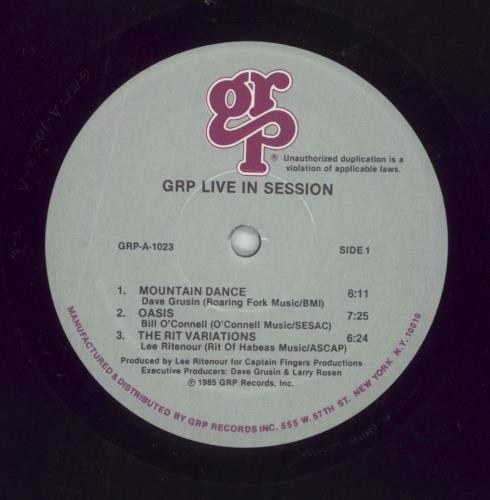 grp
® Unauthorized duplication is a
violation of applicable laws.
GRP LIVE IN SESSION
GRP-A-1023
SIDE 1
1. MOUNTAIN DANCE 6:11
Dave Grusin (Roaring Fork Music/BMI)
2. OASIS 7:25
Bill O'Connell (O'Connell Music/SESAC)
3. THE RIT VARIATIONS 6:24
Lee Ritenour (Rit Of Habeas Music/ASCAP)
Produced by Lee Ritenour for Captain Fingers Productions
Executive Producers: Dave Grusin & Larry Rosen
℗ 1985 GRP Records, Inc.
MANUFACTURED & DISTRIBUTED BY GRP RECORDS INC. 555 W. 57TH ST. NEW YORK N.Y. 10019
GRP-A-1023-A